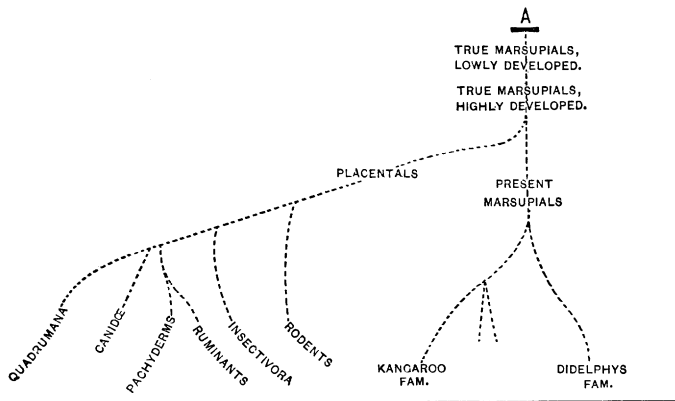 A
TRUE MARSUPIALS,
LOWLY DEVELOPED.
TRUE MARSUPIALS,
HIGHLY DEVELOPED.
PLACENTALS
PRESENT
MARSUPIALS
QUADRUMANA
CANIDŒ
PACHYDERMS
RUMINANTS
INSECTIVORA
RODENTS
KANGAROO
FAM.
DIDELPHYS
FAM.